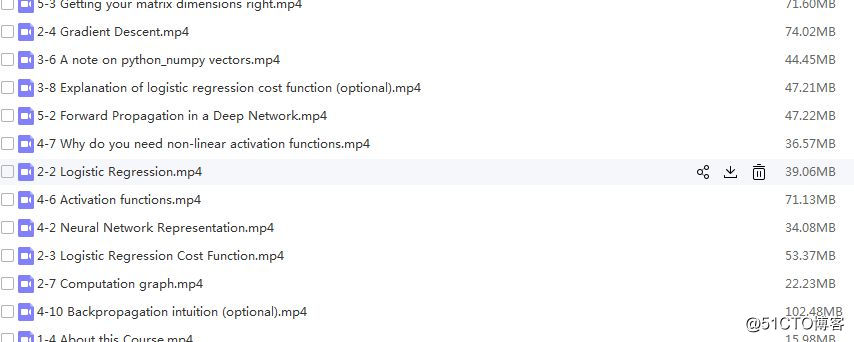 5-3 Getting your matrix dimensions right.mp4 71.60MB
2-4 Gradient Descent.mp4 74.02MB
3-6 A note on python_numpy vectors.mp4 44.45MB
3-8 Explanation of logistic regression cost function (optional).mp4 47.21MB
5-2 Forward Propagation in a Deep Network.mp4 47.22MB
4-7 Why do you need non-linear activation functions.mp4 36.57MB
2-2 Logistic Regression.mp4 39.06MB
4-6 Activation functions.mp4 71.13MB
4-2 Neural Network Representation.mp4 34.08MB
2-3 Logistic Regression Cost Function.mp4 53.37MB
2-7 Computation graph.mp4 22.23MB
4-10 Backpropagation intuition (optional).mp4 102.48MB
1-4 About this Course.mp4 15.98MB
@51CTO博客